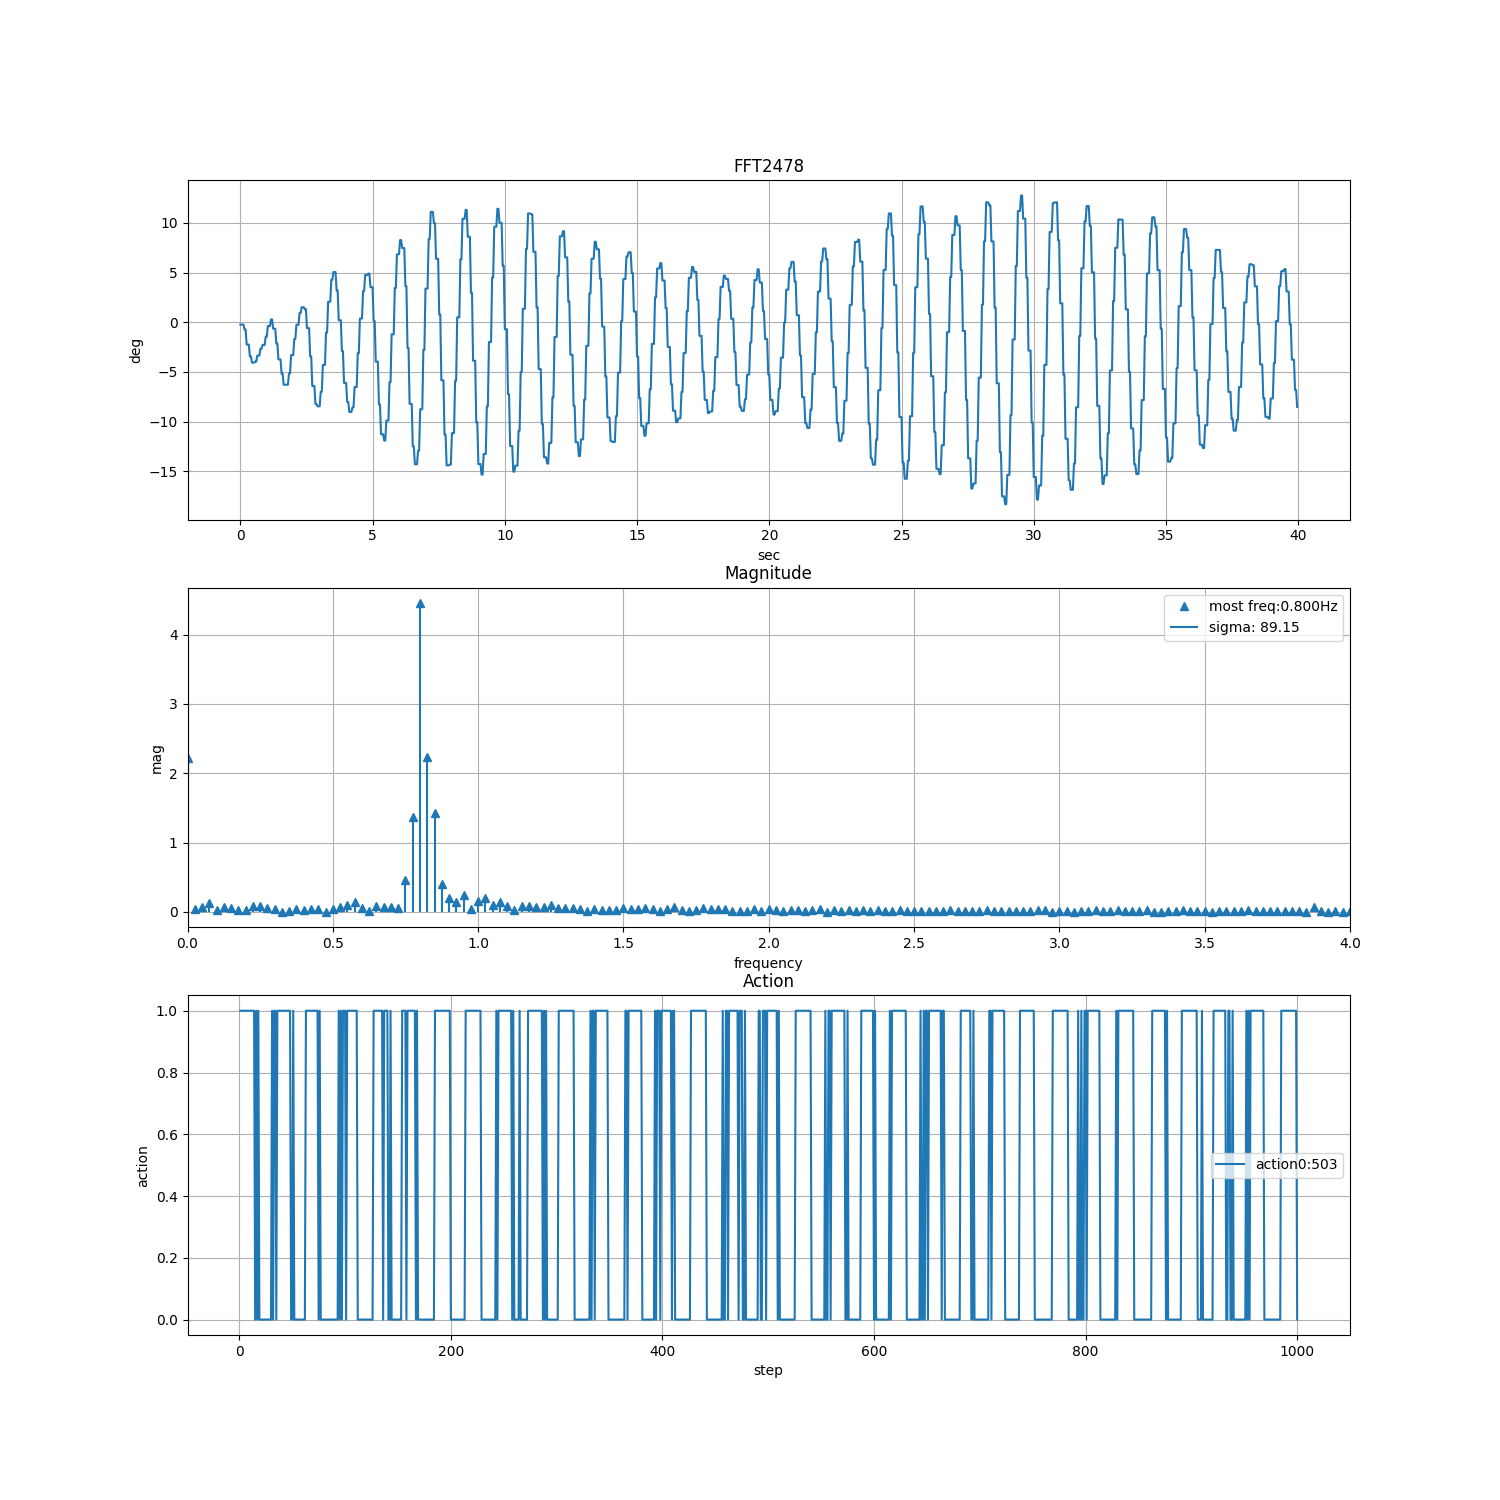 FFT2478
10
5
0
−5
−10
−15
deg
0 5 10 15 20 25 30 35 40
sec
Magnitude
most freq:0.800Hz
sigma: 89.15
4
3
2
1
0
mag
0.0 0.5 1.0 1.5 2.0 2.5 3.0 3.5 4.0
frequency
Action
1.0
0.8
0.6
0.4
0.2
0.0
action
action0:503
0 200 400 600 800 1000
step